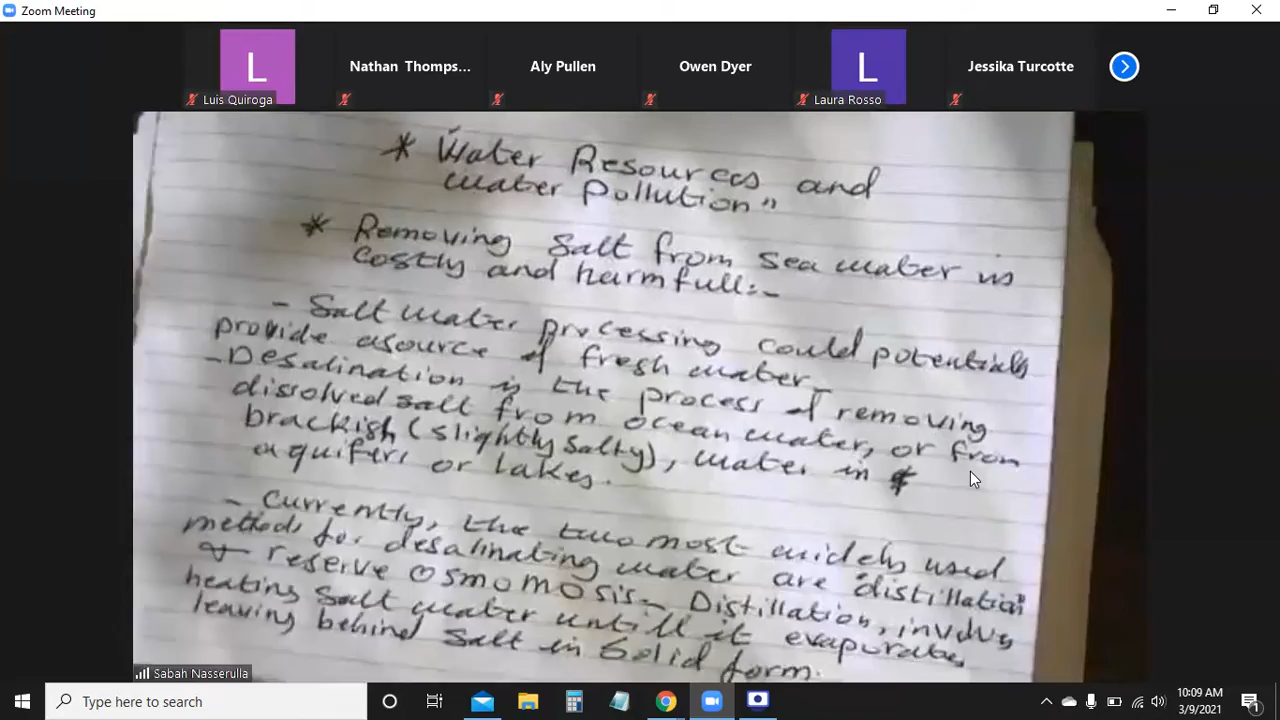 Zoom Meeting
L
Luis Quiroga
Nathan Thomps...
Aly Pullen
Owen Dyer
L
Laura Rosso
Jessika Turcotte
* "Water Resources and
water Pollution"
* Removing Salt from sea water is
costly and harmfull:-
- Salt water processing could potentially
provide asource of fresh water-
- Desalination is the process of removing
dissolved salt from ocean water, or from
brackish (slightly salty), water in
aquifers or lakes.
- Currently, the two most widely used
methods for desalinating water are "distillation"
& reserve osmomosis- Distillation, involves
heating salt water untill it evaporates,
leaving behind salt in Solid form.
Sabah Nasserulla
Type here to search
10:09 AM
3/9/2021
1